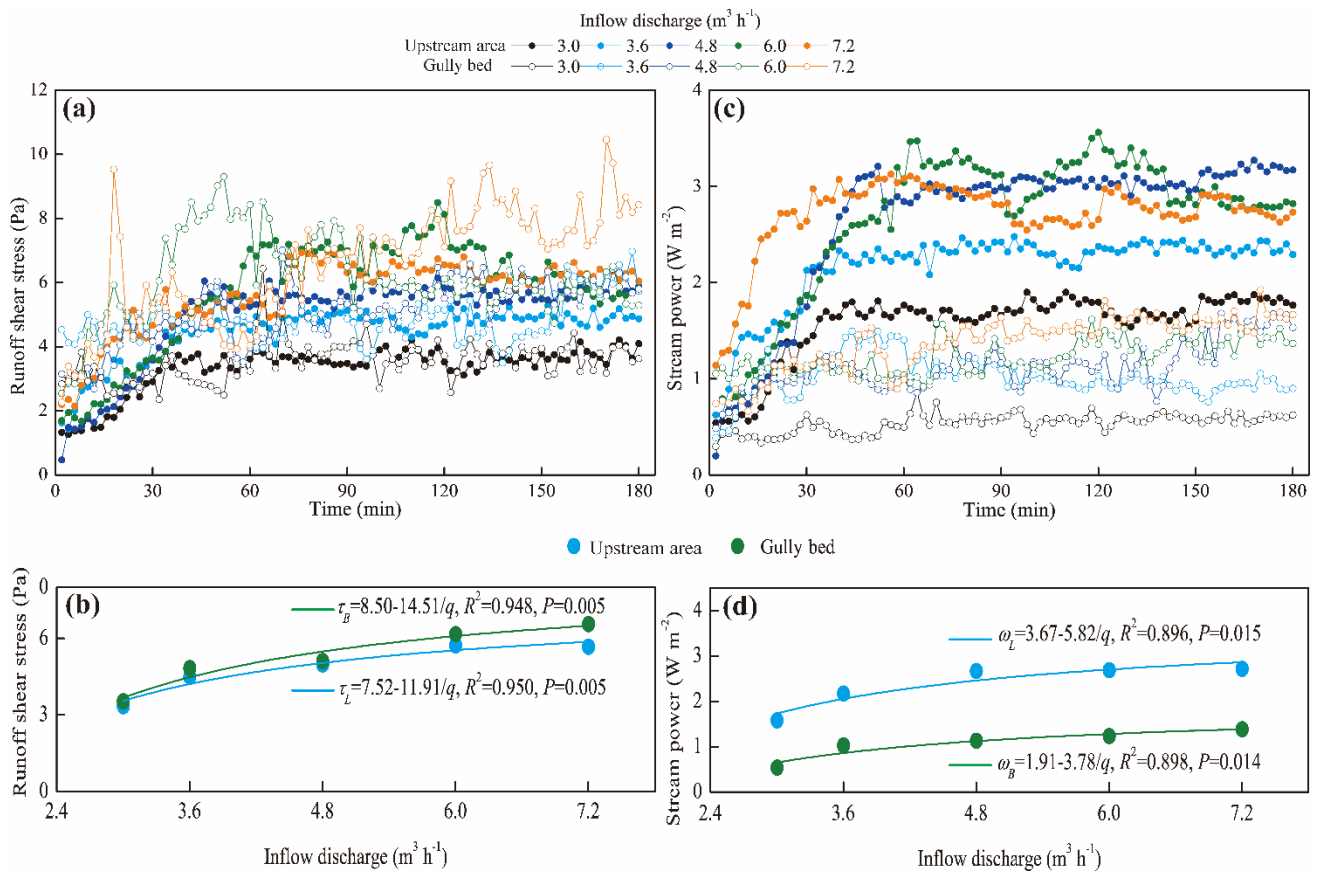 Inflow discharge (m³ h⁻¹)
Upstream area 3.0 3.6 4.8 6.0 7.2
Gully bed 3.0 3.6 4.8 6.0 7.2
(a)
Runoff shear stress (Pa)
12
10
8
6
4
2
0
0 30 60 90 120 150 180
Time (min)
(c)
Stream power (W m⁻²)
4
3
2
1
0
0 30 60 90 120 150 180
Time (min)
Upstream area Gully bed
(b)
Runoff shear stress (Pa)
0
6
3
0
τB=8.50-14.51/q, R²=0.948, P=0.005
τL=7.52-11.91/q, R²=0.950, P=0.005
2.4 3.6 4.8 6.0 7.2
Inflow discharge (m³ h⁻¹)
(d)
Stream power (W m⁻²)
4
3
2
1
0
ωL=3.67-5.82/q, R²=0.896, P=0.015
ωB=1.91-3.78/q, R²=0.898, P=0.014
2.4 3.6 4.8 6.0 7.2
Inflow discharge (m³ h⁻¹)